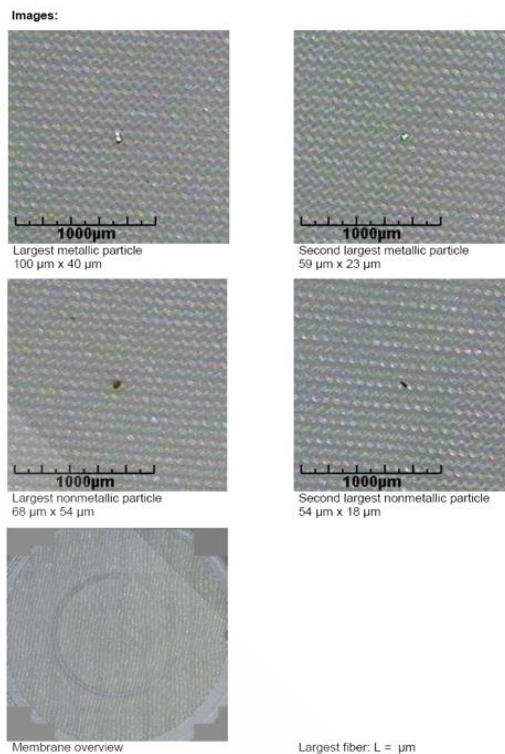 Images:
1000µm
1000µm
Largest metallic particle
100 µm x 40 µm
Second largest metallic particle
59 µm x 23 µm
1000µm
1000µm
Largest nonmetallic particle
68 µm x 54 µm
Second largest nonmetallic particle
54 µm x 18 µm
Membrane overview
Largest fiber: L = µm